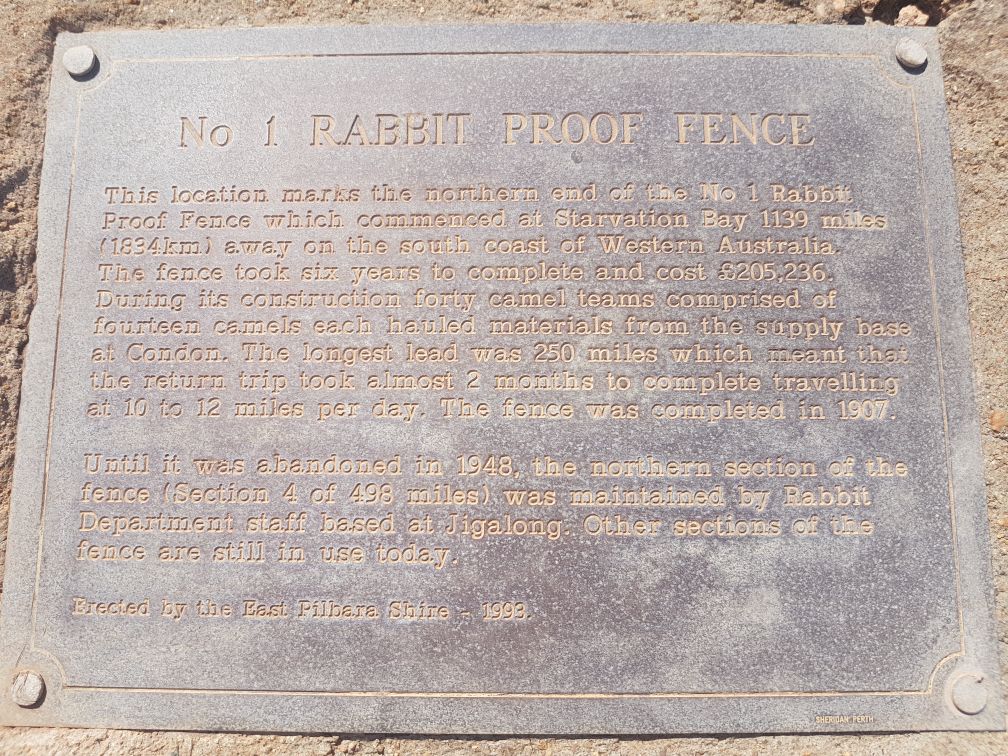 No 1 RABBIT PROOF FENCE
This location marks the northern end of the No 1 Rabbit
Proof Fence which commenced at Starvation Bay 1139 miles
(1834km) away on the south coast of Western Australia.
The fence took six years to complete and cost £205,236.
During its construction forty camel teams comprised of
fourteen camels each hauled materials from the supply base
at Condon. The longest lead was 250 miles which meant that
the return trip took almost 2 months to complete travelling
at 10 to 12 miles per day. The fence was completed in 1907.
Until it was abandoned in 1948, the northern section of the
fence (Section 4 of 498 miles) was maintained by Rabbit
Department staff based at Jigalong. Other sections of the
fence are still in use today.
Erected by the East Pilbara Shire - 1993.
SHERIDAN PERTH